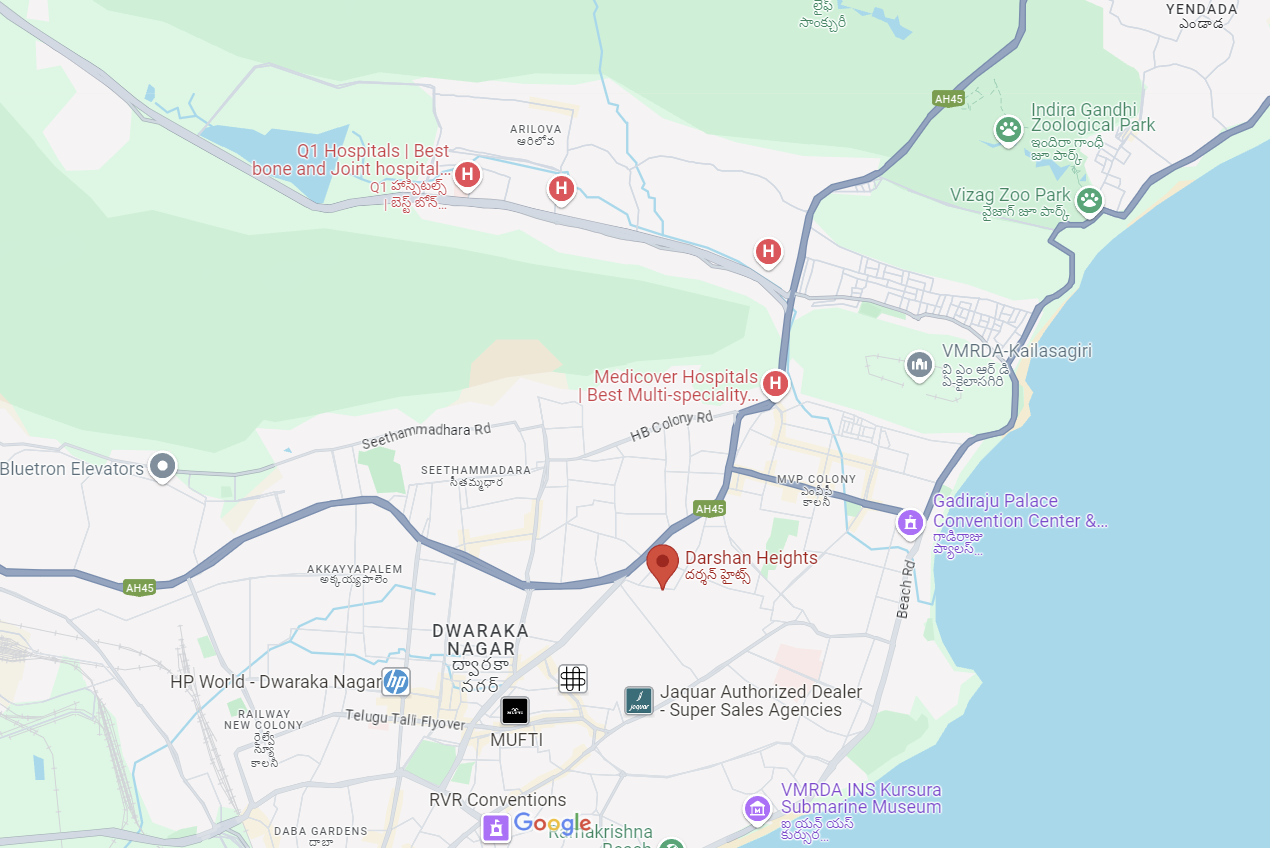 లైఫ్
సాంక్చురీ
YENDADA
ఎండాడ
AH45
Indira Gandhi
Zoological Park
ఇందిరా గాంధీ
జూ పార్క్
ARILOVA
ఆరిలోవ
Q1 Hospitals | Best
bone and Joint hospital...
Q1 హాస్పిటల్స్
| బెస్ట్ బోన్...
H
H
Vizag Zoo Park
వైజాగ్ జూ పార్క్
H
VMRDA-Kailasagiri
వి ఎం ఆర్ డి
ఏ-కైలాసగిరి
Medicover Hospitals
| Best Multi-speciality...
H
HB Colony Rd
Seethammadhara Rd
Bluetron Elevators
SEETHAMMADARA
సీతమ్మధార
MVP COLONY
ఎంవీపీ
కాలనీ
AH45
Gadiraju Palace
Convention Center &...
గాడిరాజు
ప్యాలస్...
Darshan Heights
దర్శన్ హైట్స్
AKKAYYAPALEM
అక్కయ్యపాలెం
AH45
Beach Rd
DWARAKA
NAGAR
ద్వారకా
నగర్
HP World - Dwaraka Nagar
hp
Jaquar Authorized Dealer
- Super Sales Agencies
jaquar
RAILWAY
NEW COLONY
రైల్వే
న్యూ
కాలనీ
Telugu Talli Flyover
MUFTI
RVR Conventions
VMRDA INS Kursura
Submarine Museum
ఐ యన్ యస్
కుర్సుర...
Google
Ramakrishna
Beach
DABA GARDENS
దాబా